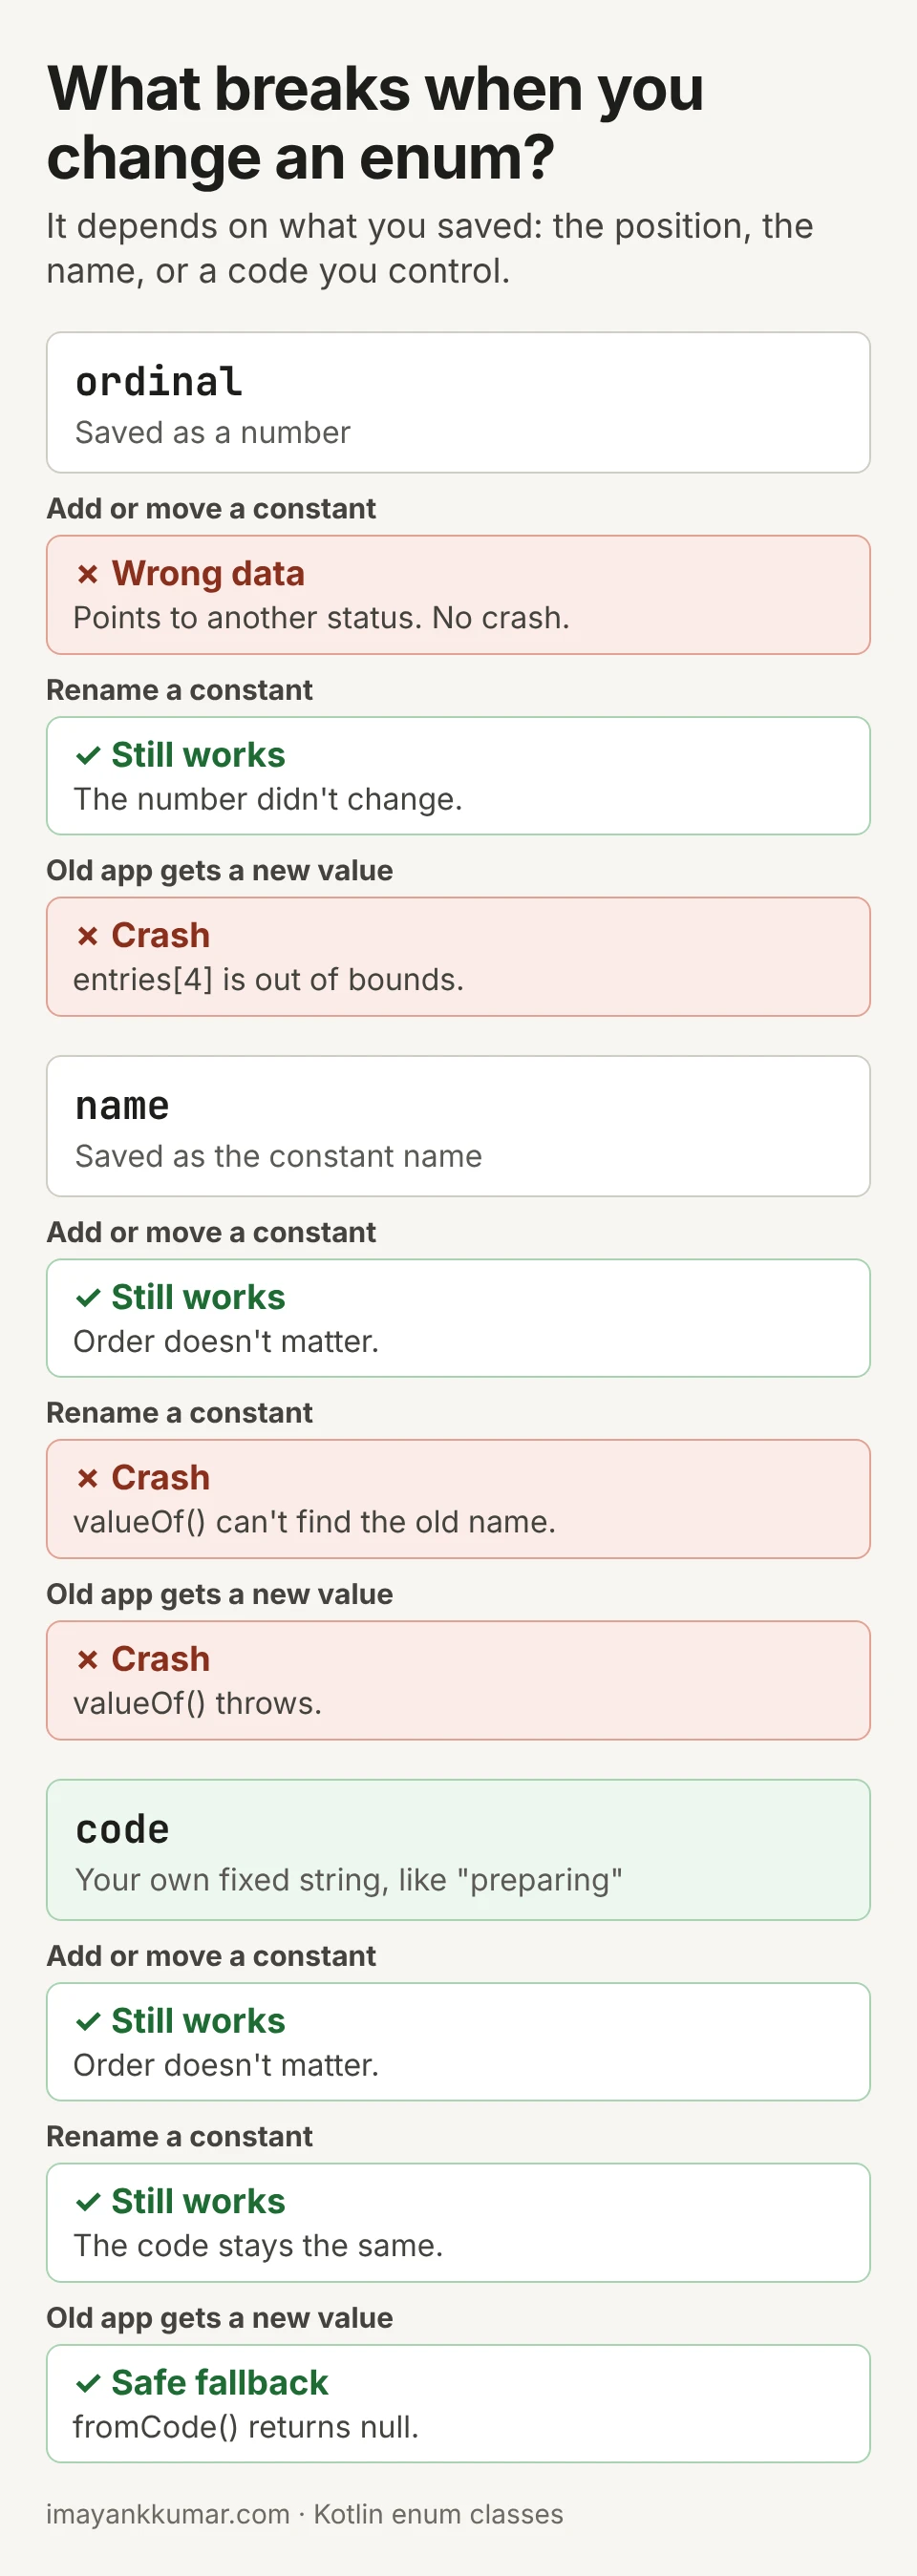 What breaks when you
change an enum?
It depends on what you saved: the position, the
name, or a code you control.
ordinal
Saved as a number
Add or move a constant
× Wrong data
Points to another status. No crash.
Rename a constant
✓ Still works
The number didn't change.
Old app gets a new value
× Crash
entries[4] is out of bounds.
name
Saved as the constant name
Add or move a constant
✓ Still works
Order doesn't matter.
Rename a constant
× Crash
valueOf() can't find the old name.
Old app gets a new value
× Crash
valueOf() throws.
code
Your own fixed string, like "preparing"
Add or move a constant
✓ Still works
Order doesn't matter.
Rename a constant
✓ Still works
The code stays the same.
Old app gets a new value
✓ Safe fallback
fromCode() returns null.
imayankkumar.com · Kotlin enum classes